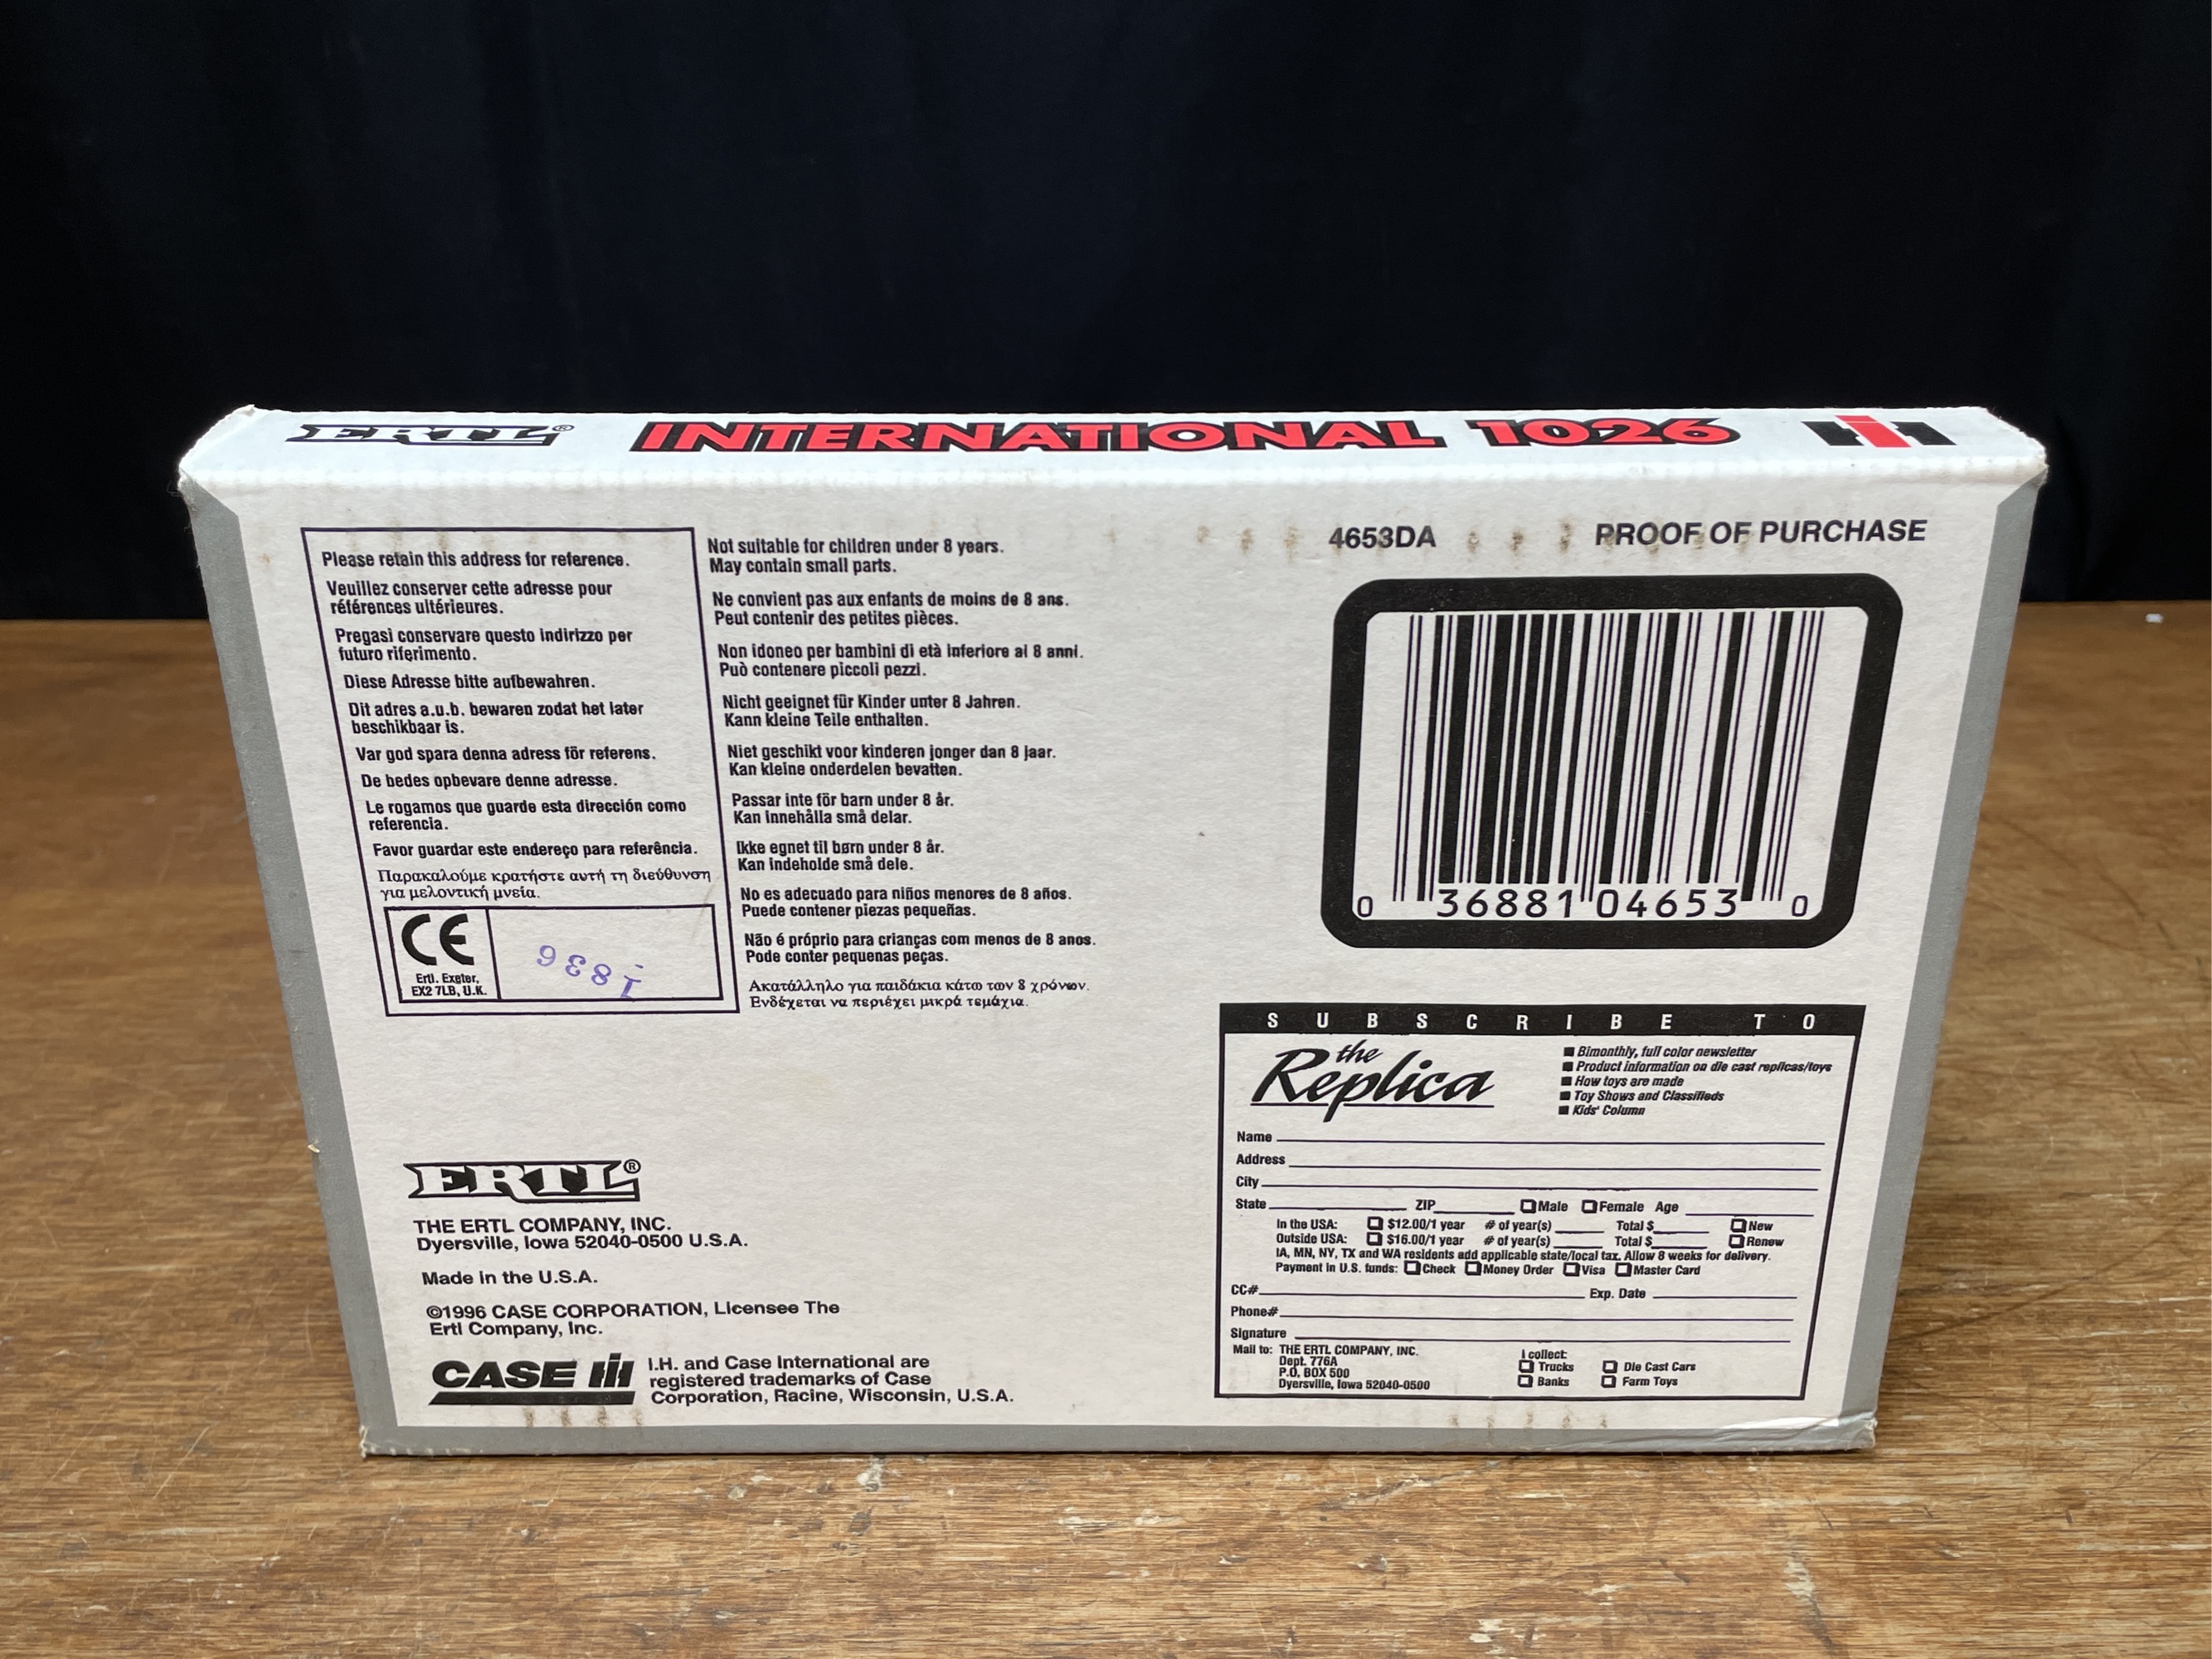 ERTL® INTERNATIONAL 1026 IH
Please retain this address for reference.
Veuillez conserver cette adresse pour
références ultérieures.
Pregasi conservare questo indirizzo per
futuro riferimento.
Diese Adresse bitte aufbewahren.
Dit adres a.u.b. bewaren zodat het later
beschikbaar is.
Var god spara denna adress för referens.
De bedes opbevare denne adresse.
Le rogamos que guarde esta dirección como
referencia.
Favor guardar este endereço para referência.
Παρακαλούμε κρατήστε αυτή τη διεύθυνση
για μελοντική μνεία.
CE
Ertl. Exeter,
EX2 7LB, U.K.
Not suitable for children under 8 years.
May contain small parts.
Ne convient pas aux enfants de moins de 8 ans.
Peut contenir des petites pièces.
Non idoneo per bambini di età inferiore ai 8 anni.
Può contenere piccoli pezzi.
Nicht geeignet für Kinder unter 8 Jahren.
Kann kleine Teile enthalten.
Niet geschikt voor kinderen jonger dan 8 jaar.
Kan kleine onderdelen bevatten.
Passar inte för barn under 8 år.
Kan innehålla små delar.
Ikke egnet til børn under 8 år.
Kan indeholde små dele.
No es adecuado para niños menores de 8 años.
Puede contener piezas pequeñas.
Não é próprio para crianças com menos de 8 anos.
Pode conter pequenas peças.
Ακατάλληλο για παιδάκια κάτω των 8 χρόνων.
Ενδέχεται να περιέχει μικρά τεμάχια.
4653DA PROOF OF PURCHASE
0 36881 04653 0
SUBSCRIBE TO
the
Replica
Bimonthly, full color newsletter
Product information on die cast replicas/toys
How toys are made
Toy Shows and Classifieds
Kids' Column
Name
Address
City
State ZIP Male Female Age
In the USA: $12.00/1 year # of year(s) Total $ New
Outside USA: $16.00/1 year # of year(s) Total $ Renew
IA, MN, NY, TX and WA residents add applicable state/local tax. Allow 8 weeks for delivery.
Payment in U.S. funds: Check Money Order Visa Master Card
CC# Exp. Date
Phone#
Signature
Mail to: THE ERTL COMPANY, INC.
Dept. 776A
P.O. BOX 500
Dyersville, Iowa 52040-0500
I collect:
Trucks Die Cast Cars
Banks Farm Toys
ERTL®
THE ERTL COMPANY, INC.
Dyersville, Iowa 52040-0500 U.S.A.
Made in the U.S.A.
©1996 CASE CORPORATION, Licensee The
Ertl Company, Inc.
CASE IH
I.H. and Case International are
registered trademarks of Case
Corporation, Racine, Wisconsin, U.S.A.